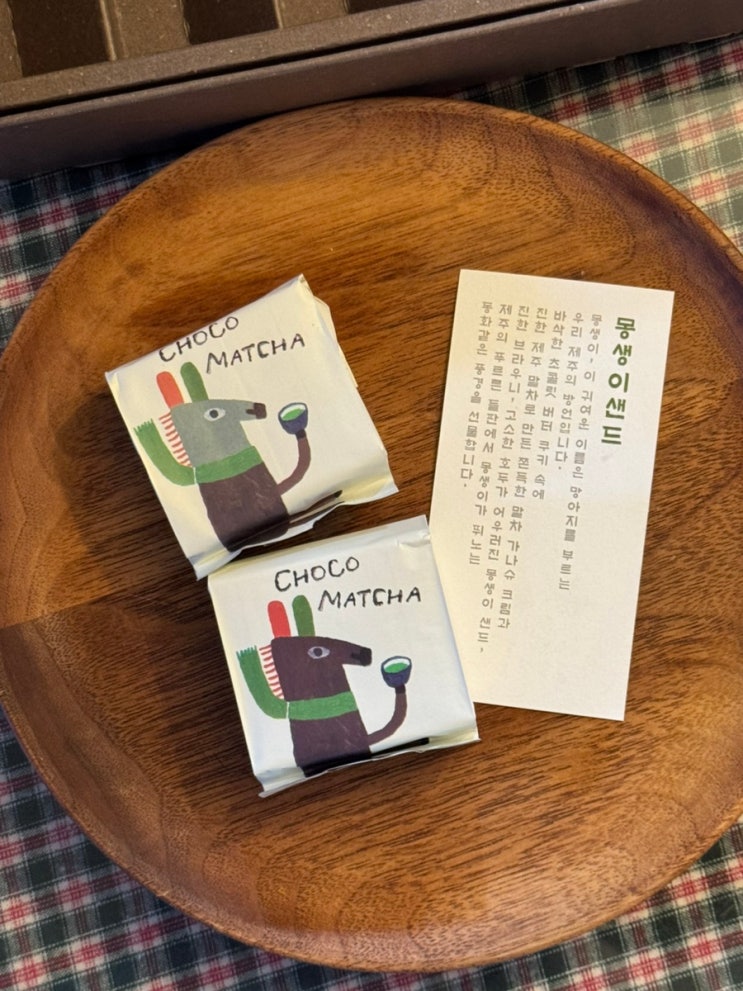 CHOCO
MATCHA
CHOCO
MATCHA
몽생이샌드
몽생이, 이 귀여운 이름은 망아지를 부르는
우리 제주의 방언입니다.
바삭한 초콜릿 버터 쿠키 속에
진한 제주 말차로 만든 쫀득한 말차 가나슈 크림과
진한 브라우니, 고소한 호두가 어우러진 몽생이 샌드,
제주의 푸르른 들판에서 몽생이가 뛰노는
동화같은 풍경을 선물합니다.